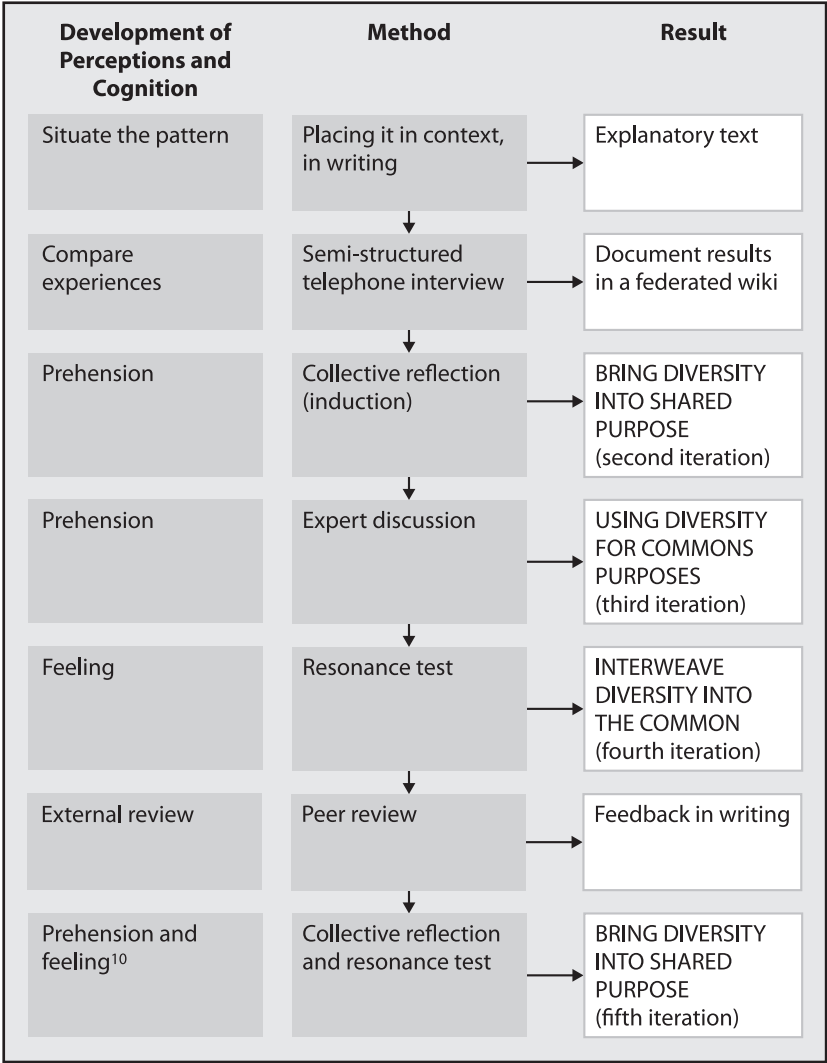 Development of
Perceptions and
Cognition
Method
Result
Situate the pattern
Placing it in context,
in writing
Explanatory text
Compare
experiences
Semi-structured
telephone interview
Document results
in a federated wiki
Prehension
Collective reflection
(induction)
BRING DIVERSITY
INTO SHARED
PURPOSE
(second iteration)
Prehension
Expert discussion
USING DIVERSITY
FOR COMMONS
PURPOSES
(third iteration)
Feeling
Resonance test
INTERWEAVE
DIVERSITY INTO
THE COMMON
(fourth iteration)
External review
Peer review
Feedback in writing
Prehension and
feeling¹⁰
Collective reflection
and resonance test
BRING DIVERSITY
INTO SHARED
PURPOSE
(fifth iteration)